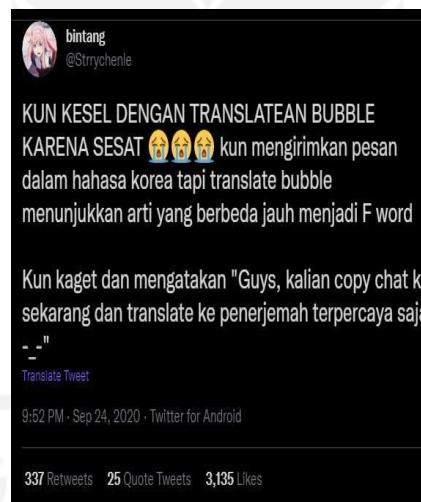 bintang
@Strrychenle
KUN KESEL DENGAN TRANSLATEAN BUBBLE
KARENA SESAT 😭😭😭 kun mengirimkan pesan
dalam hahasa korea tapi translate bubble
menunjukkan arti yang berbeda jauh menjadi F word
Kun kaget dan mengatakan "Guys, kalian copy chat k
sekarang dan translate ke penerjemah terpercaya saja
-_-"
Translate Tweet
9:52 PM · Sep 24, 2020 · Twitter for Android
337 Retweets 25 Quote Tweets 3,135 Likes